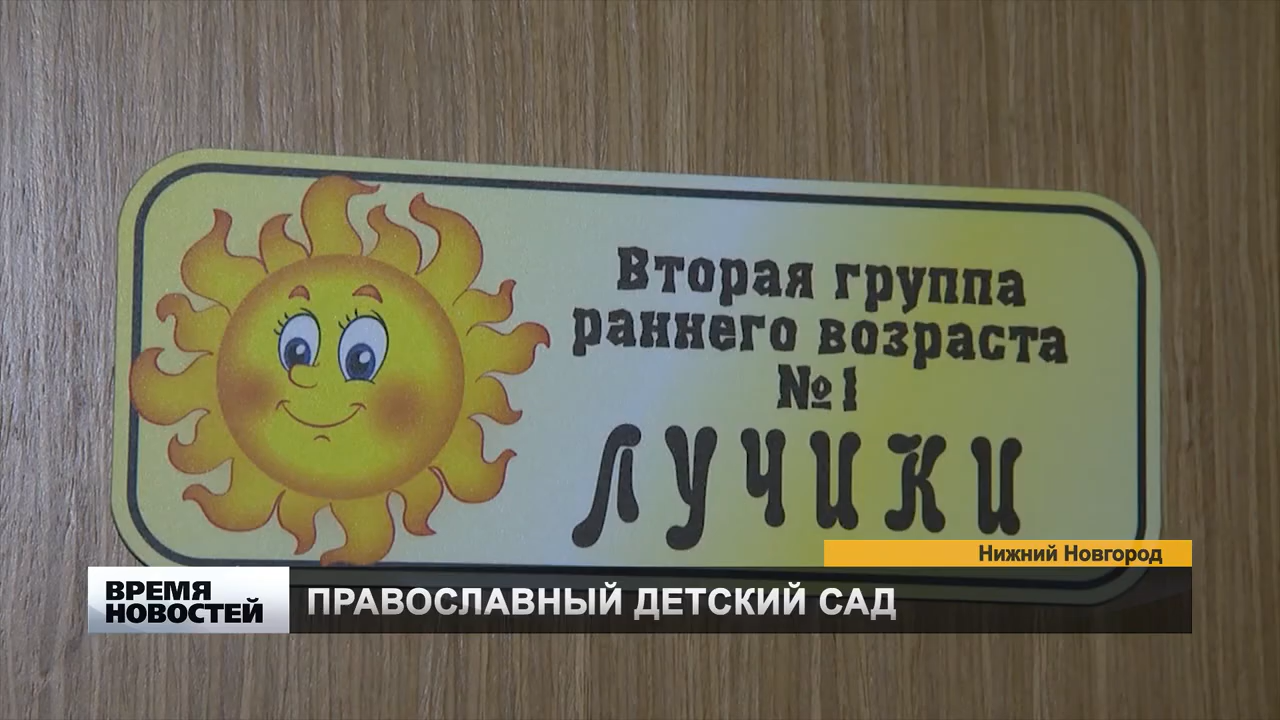 Вторая группа
раннего возраста
№1
ЛУЧИКИ
Нижний Новгород
ВРЕМЯ
НОВОСТЕЙ
ПРАВОСЛАВНЫЙ ДЕТСКИЙ САД